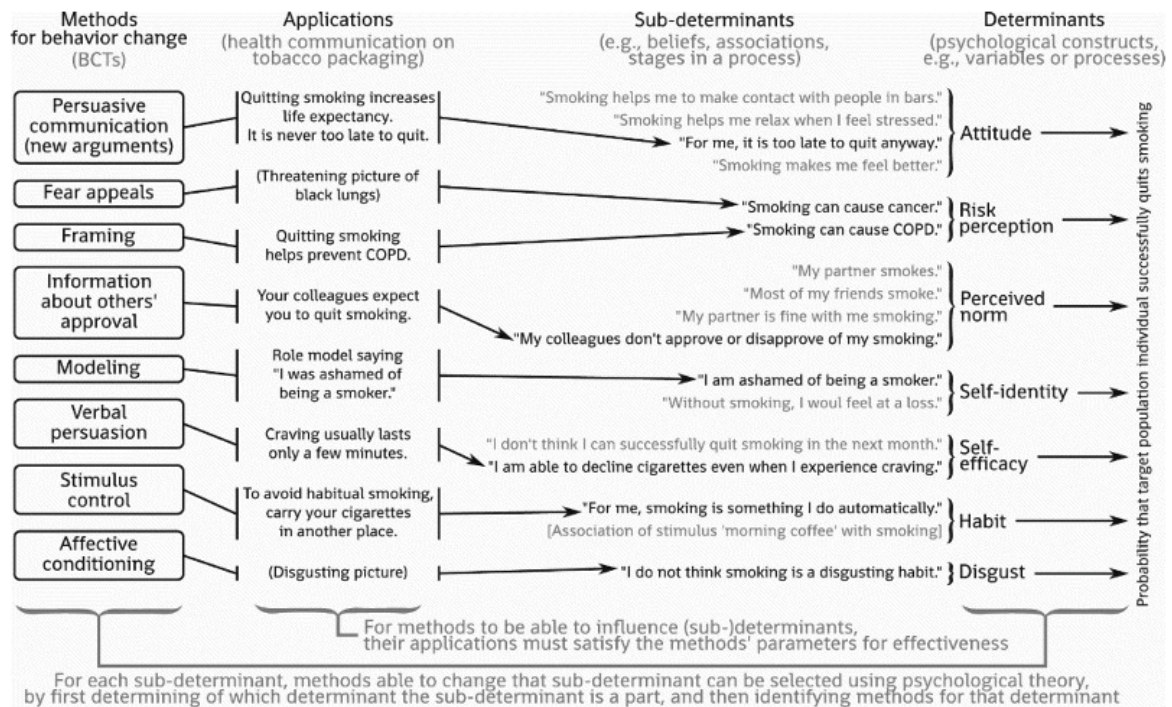 Methods
for behavior change
(BCTs)
Applications
(health communication on
tobacco packaging)
Sub-determinants
(e.g., beliefs, associations,
stages in a process)
Determinants
(psychological constructs,
e.g., variables or processes)
Persuasive
communication
(new arguments)
Fear appeals
Framing
Information
about others'
approval
Modeling
Verbal
persuasion
Stimulus
control
Affective
conditioning
Quitting smoking increases
life expectancy.
It is never too late to quit.
(Threatening picture of
black lungs)
Quitting smoking
helps prevent COPD.
Your colleagues expect
you to quit smoking.
Role model saying
"I was ashamed of
being a smoker."
Craving usually lasts
only a few minutes.
To avoid habitual smoking,
carry your cigarettes
in another place.
(Disgusting picture)
"Smoking helps me to make contact with people in bars."
"Smoking helps me relax when I feel stressed."
"For me, it is too late to quit anyway."
"Smoking makes me feel better."
"Smoking can cause cancer."
"Smoking can cause COPD."
"My partner smokes."
"Most of my friends smoke."
"My partner is fine with me smoking."
"My colleagues don't approve or disapprove of my smoking."
"I am ashamed of being a smoker."
"Without smoking, I woul feel at a loss."
"I don't think I can successfully quit smoking in the next month."
"I am able to decline cigarettes even when I experience craving."
"For me, smoking is something I do automatically."
[Association of stimulus 'morning coffee' with smoking]
"I do not think smoking is a disgusting habit."
Attitude
Risk
perception
Perceived
norm
Self-identity
Self-
efficacy
Habit
Disgust
Probability that target population individual successfully quits smoking
For methods to be able to influence (sub-)determinants,
their applications must satisfy the methods' parameters for effectiveness
For each sub-determinant, methods able to change that sub-determinant can be selected using psychological theory,
by first determining of which determinant the sub-determinant is a part, and then identifying methods for that determinant